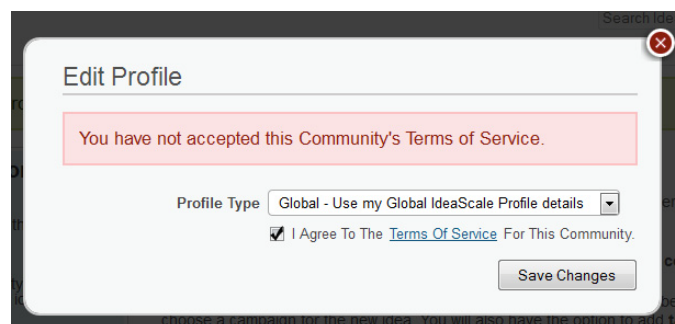 Search Ide
Edit Profile
You have not accepted this Community's Terms of Service.
Profile Type Global - Use my Global IdeaScale Profile details
I Agree To The Terms Of Service For This Community.
Save Changes
choose a campaign for the new idea. You will also have the option to add t